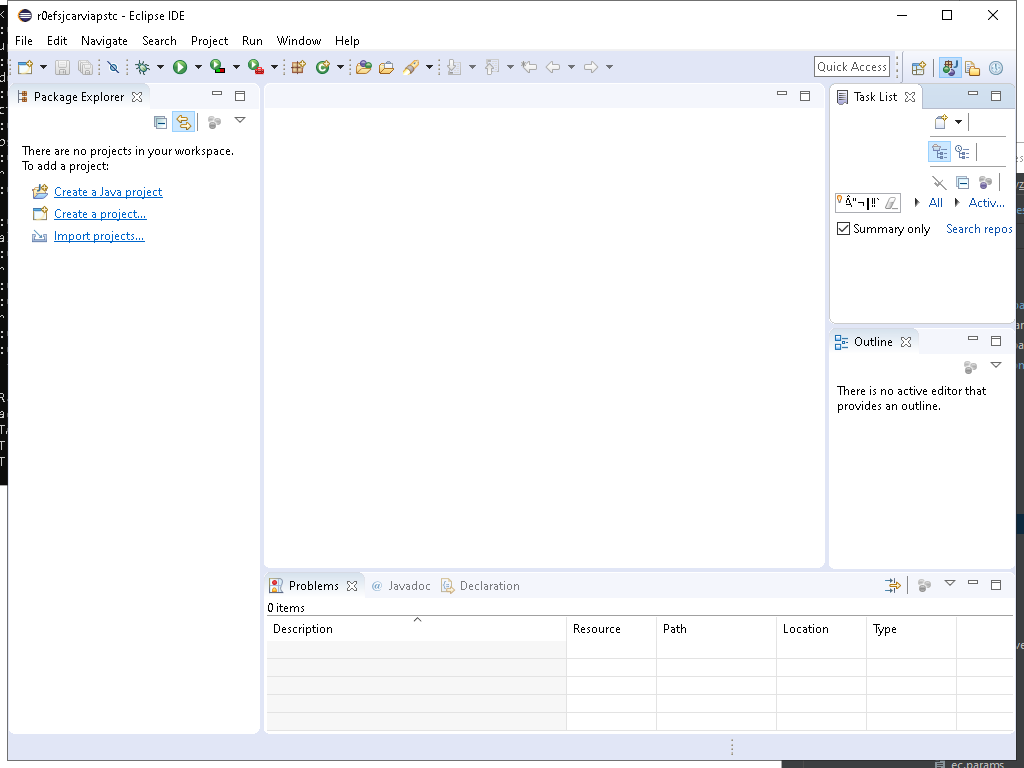 r0efsjcarviapstc - Eclipse IDE
File Edit Navigate Search Project Run Window Help
Quick Access
Package Explorer
There are no projects in your workspace.
To add a project:
Create a Java project
Create a project...
Import projects...
Task List
All Activ...
Summary only Search repos
Outline
There is no active editor that
provides an outline.
Problems @ Javadoc Declaration
0 items
Description Resource Path Location Type
ec.params